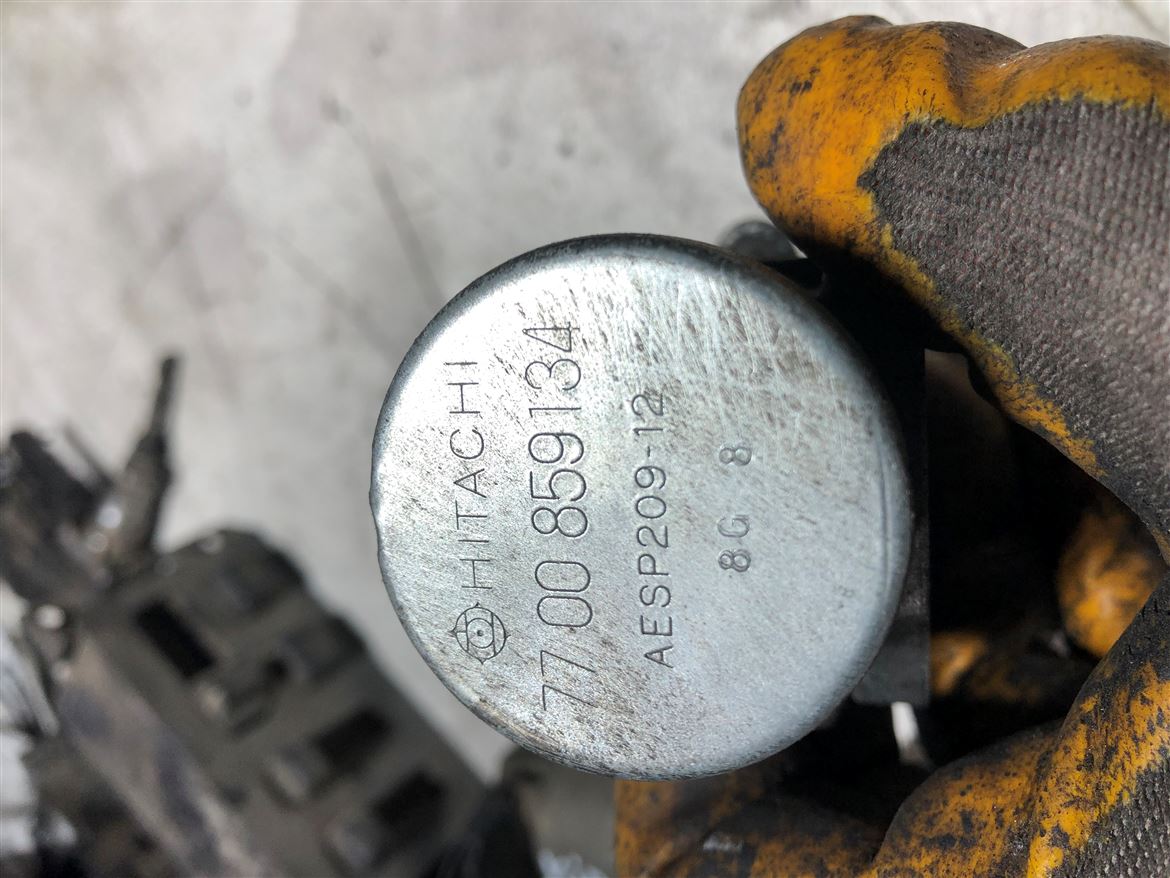 HITACHI
77 00 859134
AESP209-12
8G 8